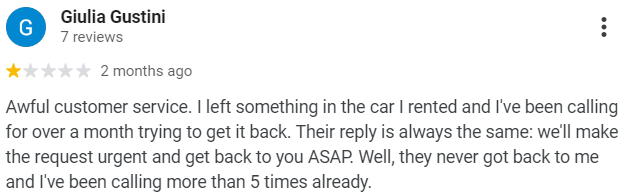 G
Giulia Gustini
7 reviews
2 months ago
Awful customer service. I left something in the car I rented and I've been calling
for over a month trying to get it back. Their reply is always the same: we'll make
the request urgent and get back to you ASAP. Well, they never got back to me
and I've been calling more than 5 times already.